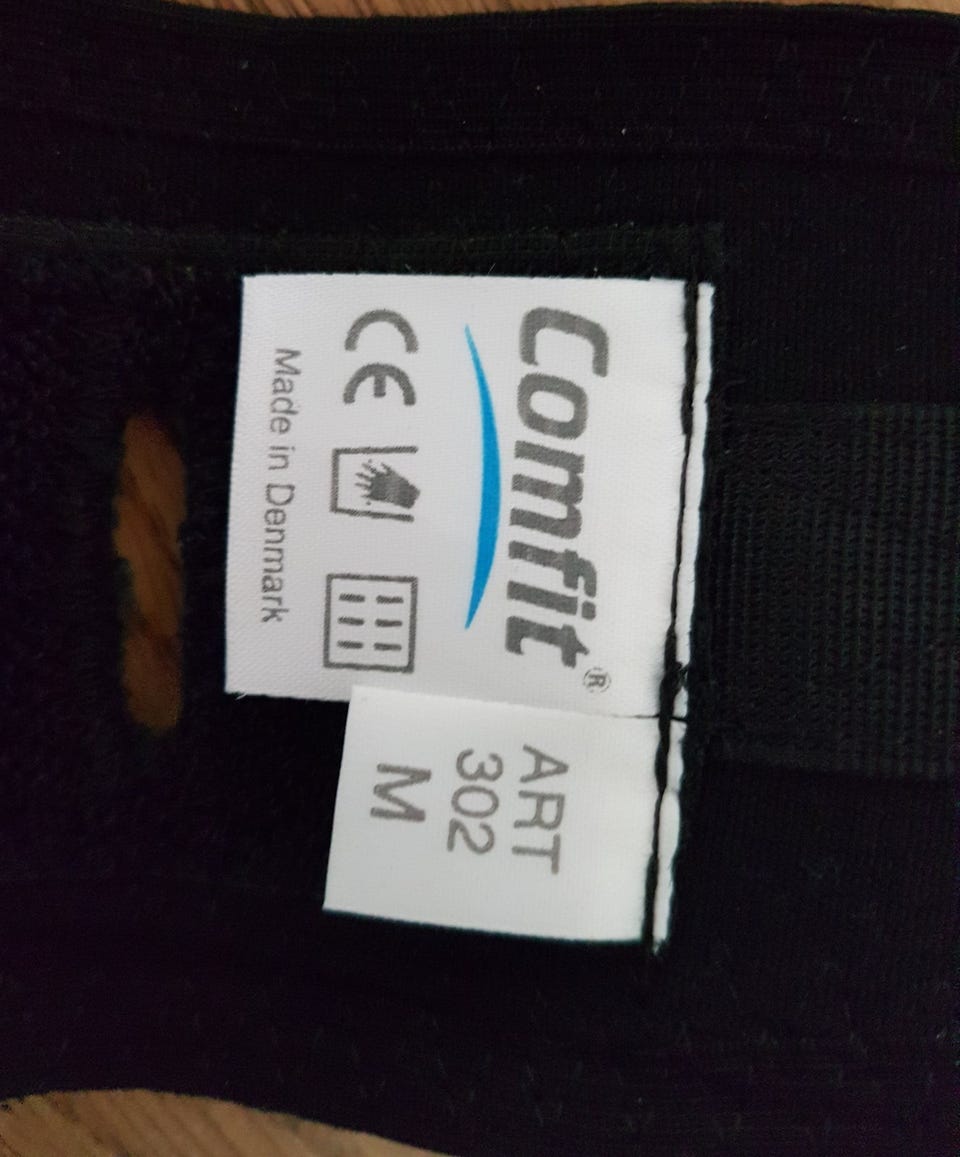 Comfit®
CE
Made in Denmark
ART
302
M